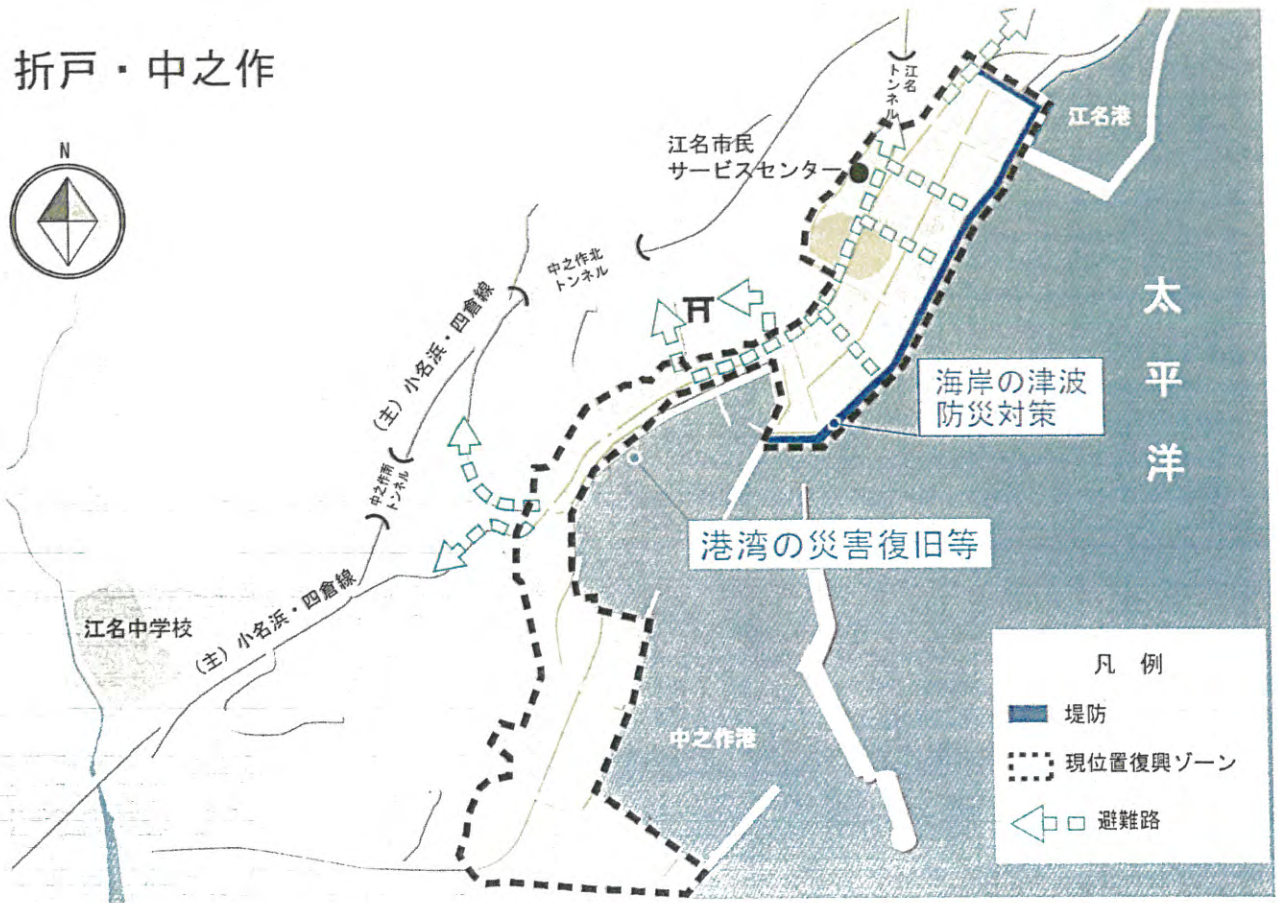 折戸・中之作
N
江名
トンネル
江名港
江名市民
サービスセンター
中之作北
トンネル
(主)小名浜・四倉線
太平洋
海岸の津波
防災対策
中之作南
トンネル
港湾の災害復旧等
江名中学校
(主)小名浜・四倉線
中之作港
凡 例
堤防
現位置復興ゾーン
避難路